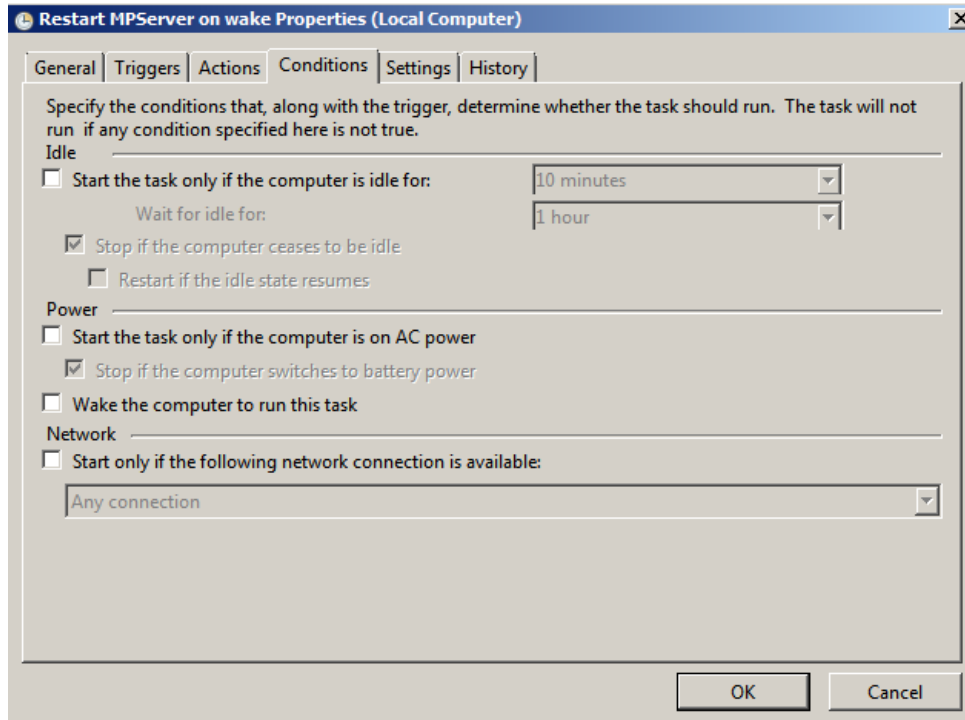 Restart MPServer on wake Properties (Local Computer)
General Triggers Actions Conditions Settings History
Specify the conditions that, along with the trigger, determine whether the task should run.  The task will not
run  if any condition specified here is not true.
Idle
Start the task only if the computer is idle for: 10 minutes
Wait for idle for: 1 hour
Stop if the computer ceases to be idle
Restart if the idle state resumes
Power
Start the task only if the computer is on AC power
Stop if the computer switches to battery power
Wake the computer to run this task
Network
Start only if the following network connection is available:
Any connection
OK Cancel